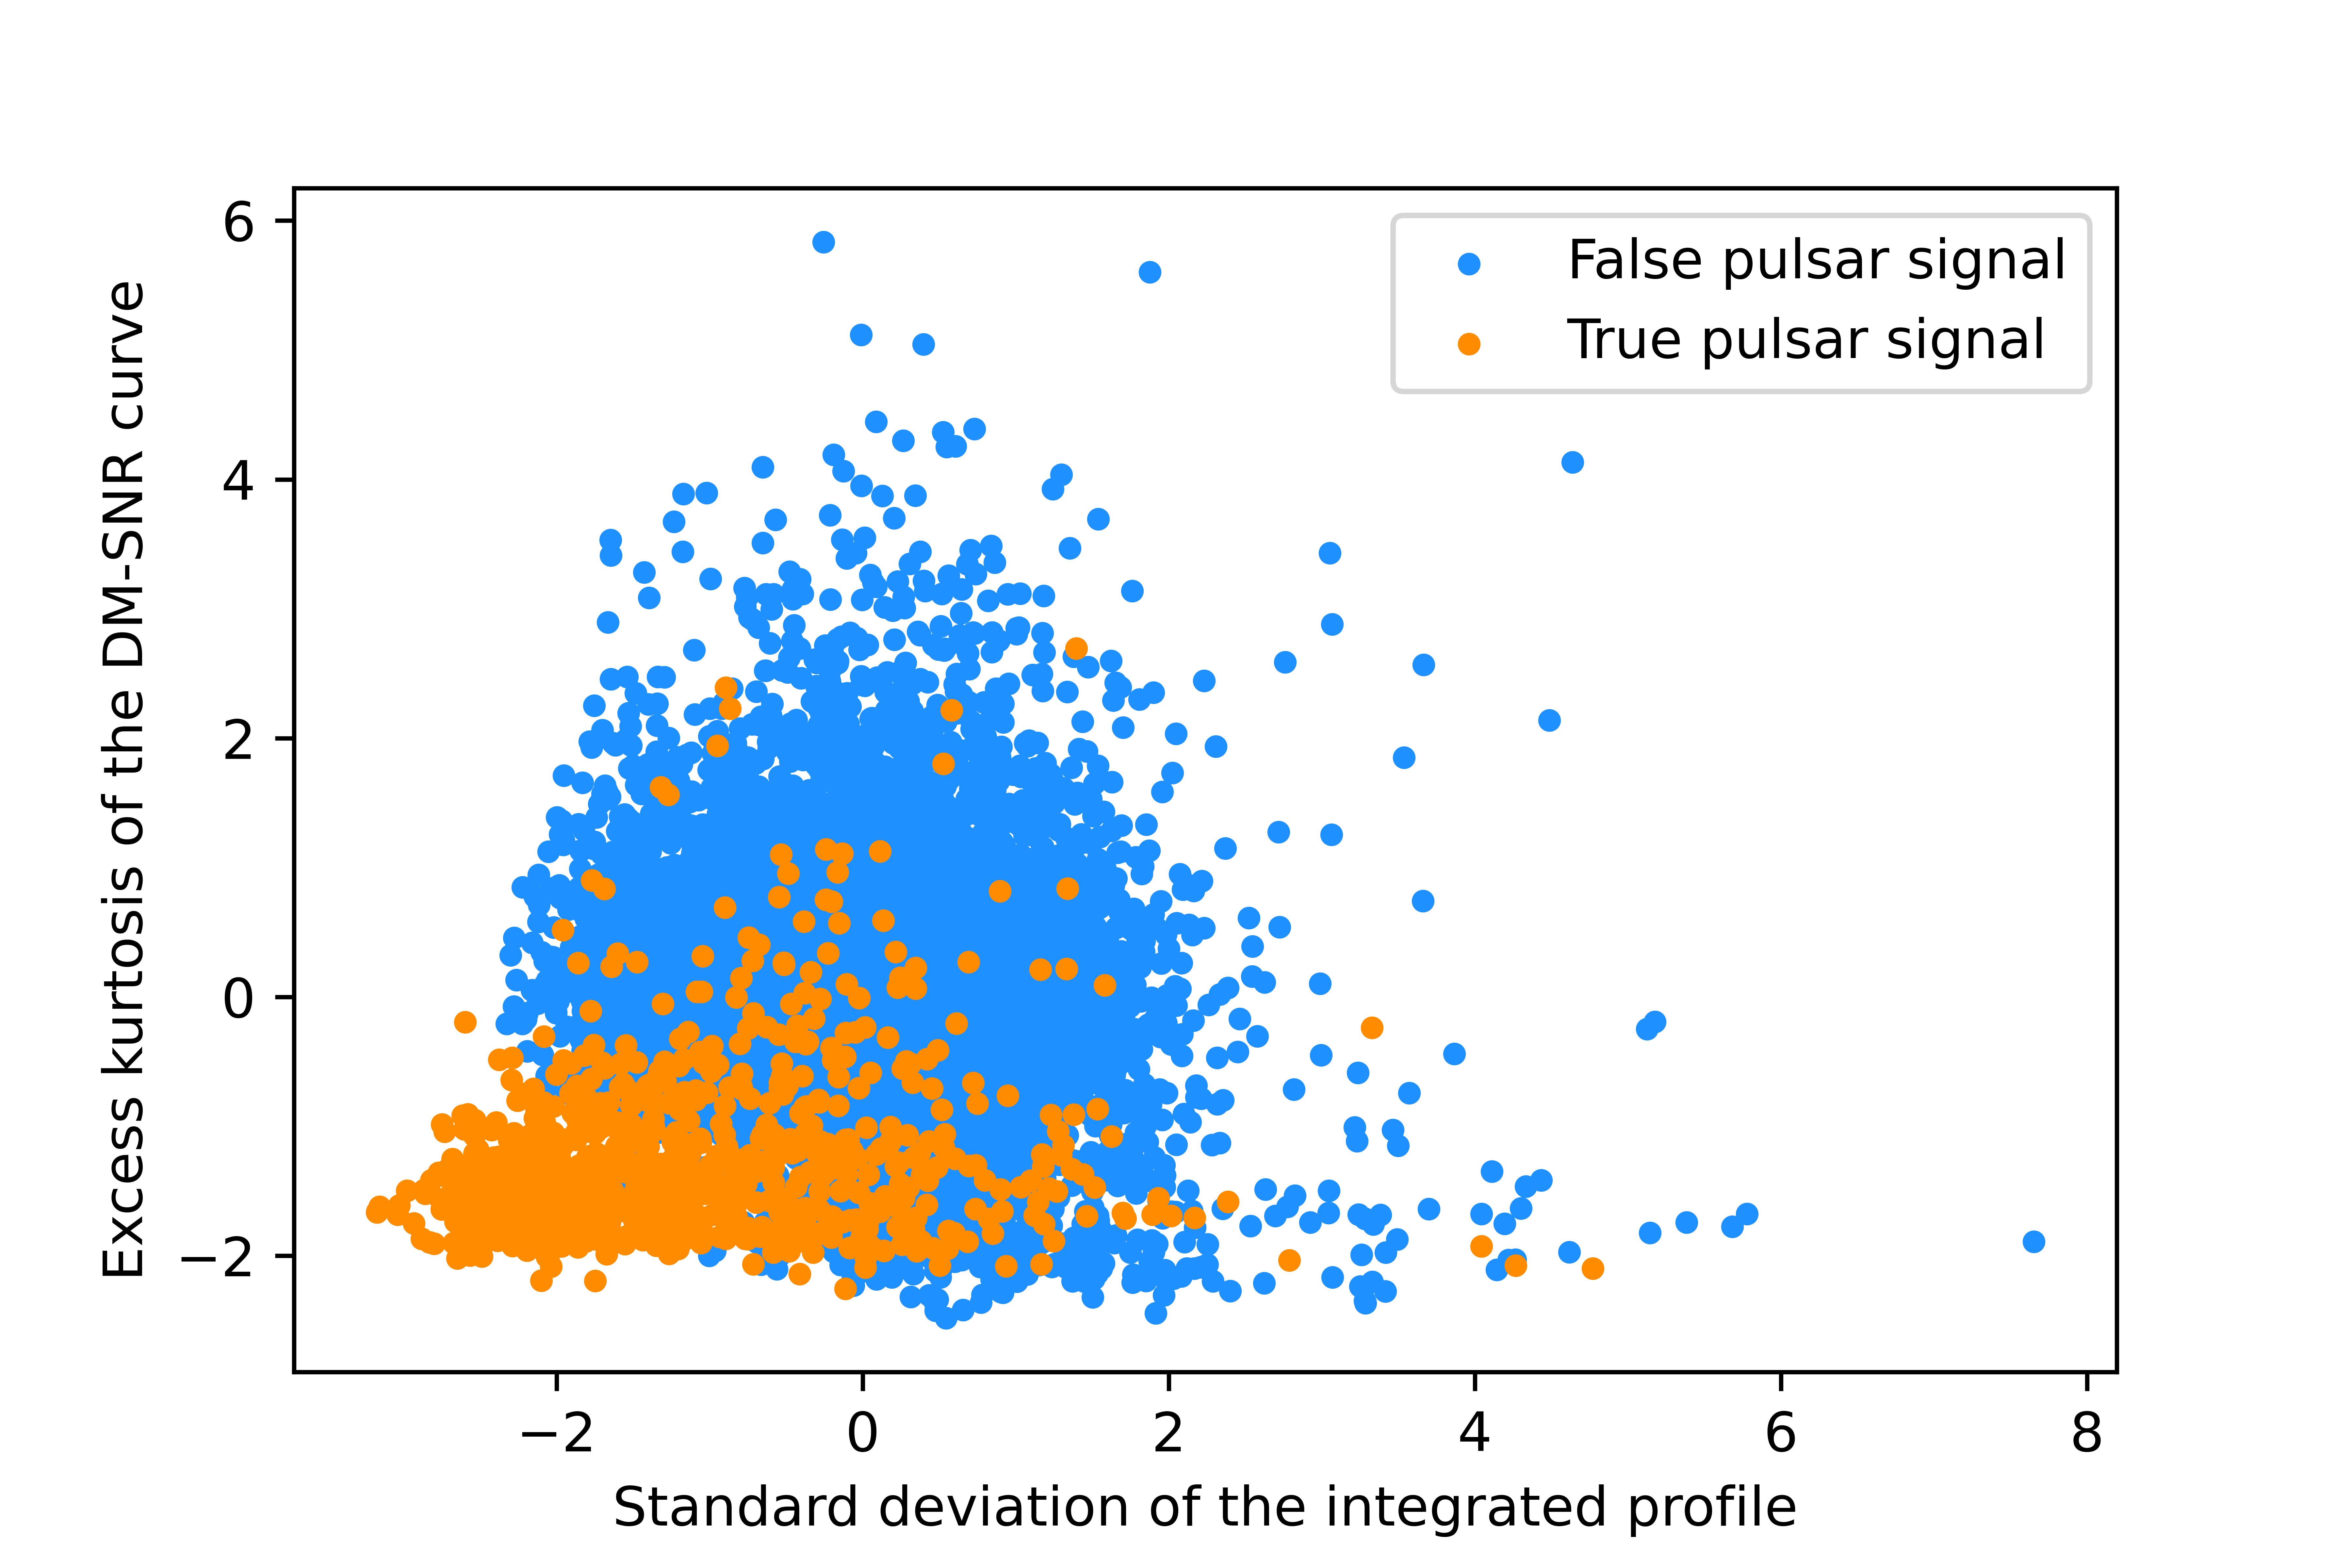 False pulsar signal
True pulsar signal
6
4
2
0
−2
Excess kurtosis of the DM-SNR curve
−2 0 2 4 6 8
Standard deviation of the integrated profile